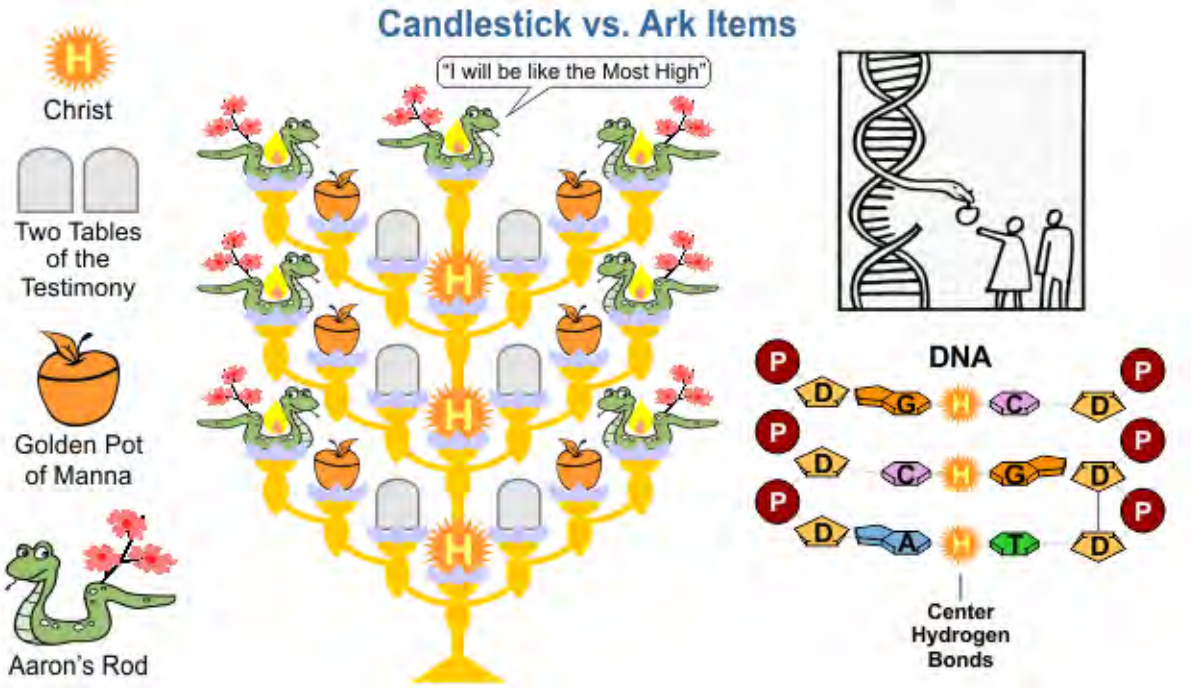 Candlestick vs. Ark Items
H
Christ
Two Tables
of the
Testimony
Golden Pot
of Manna
Aaron's Rod
"I will be like the Most High"
H
H
H
DNA
P
P
D
G
H
C
D
P
P
D
C
H
G
D
P
P
D
A
H
T
D
Center
Hydrogen
Bonds